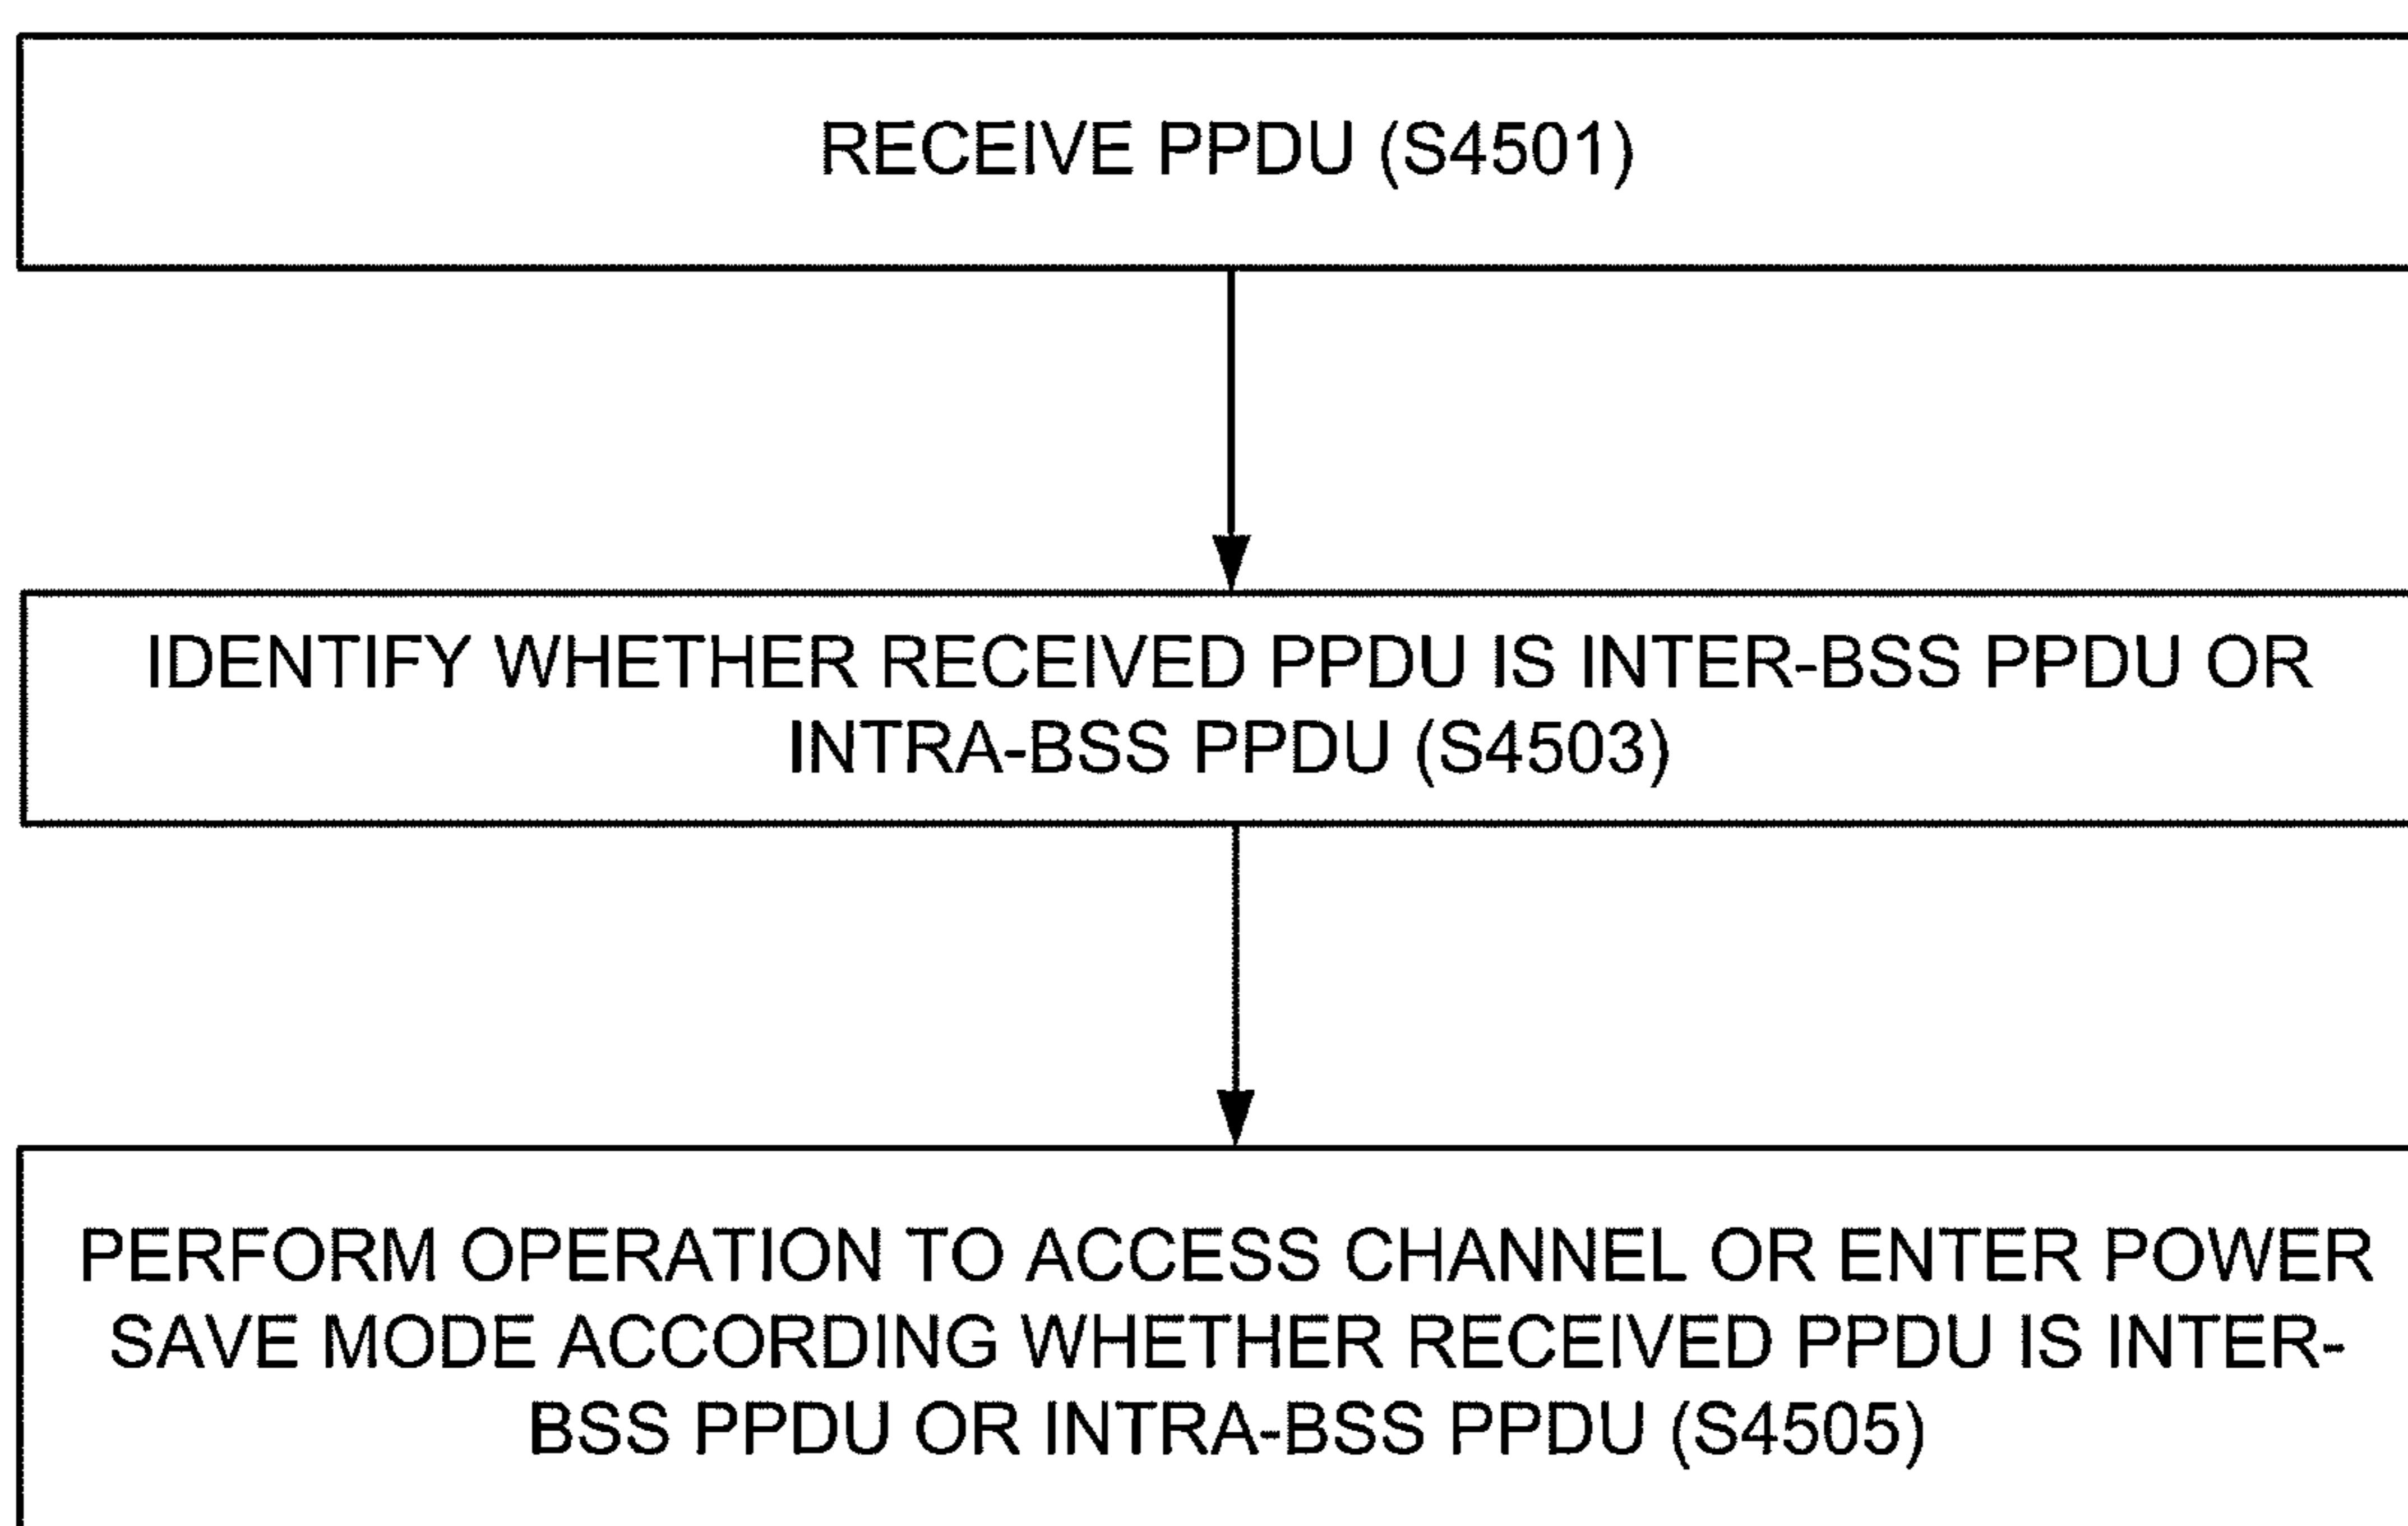 RECEIVE PPDU (S4501)
IDENTIFY WHETHER RECEIVED PPDU IS INTER-BSS PPDU OR
INTRA-BSS PPDU (S4503)
PERFORM OPERATION TO ACCESS CHANNEL OR ENTER POWER
SAVE MODE ACCORDING WHETHER RECEIVED PPDU IS INTER-
BSS PPDU OR INTRA-BSS PPDU (S4505)